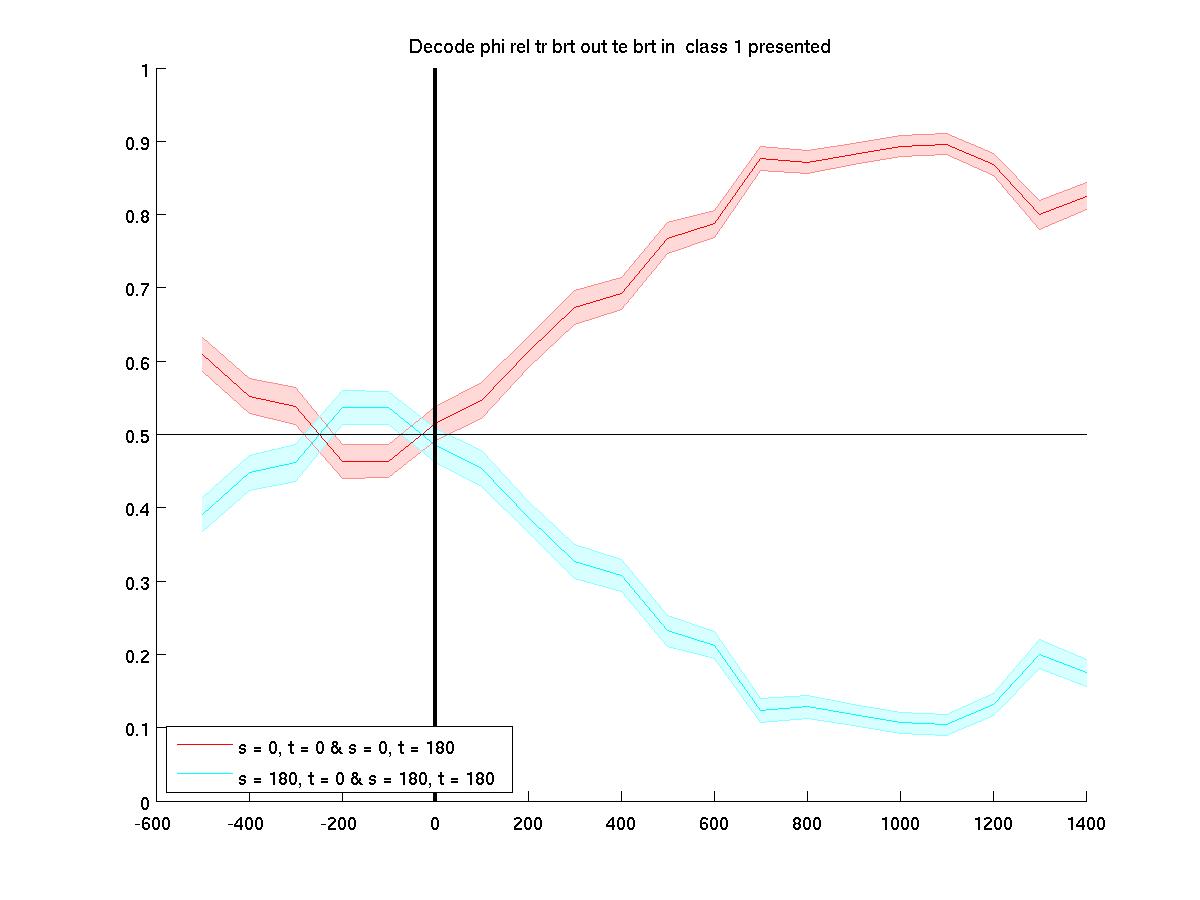 Decode phi rel tr brt out te brt in  class 1 presented
1
0.9
0.8
0.7
0.6
0.5
0.4
0.3
0.2
0.1
0
s = 0, t = 0 & s = 0, t = 180
s = 180, t = 0 & s = 180, t = 180
-600 -400 -200 0 200 400 600 800 1000 1200 1400